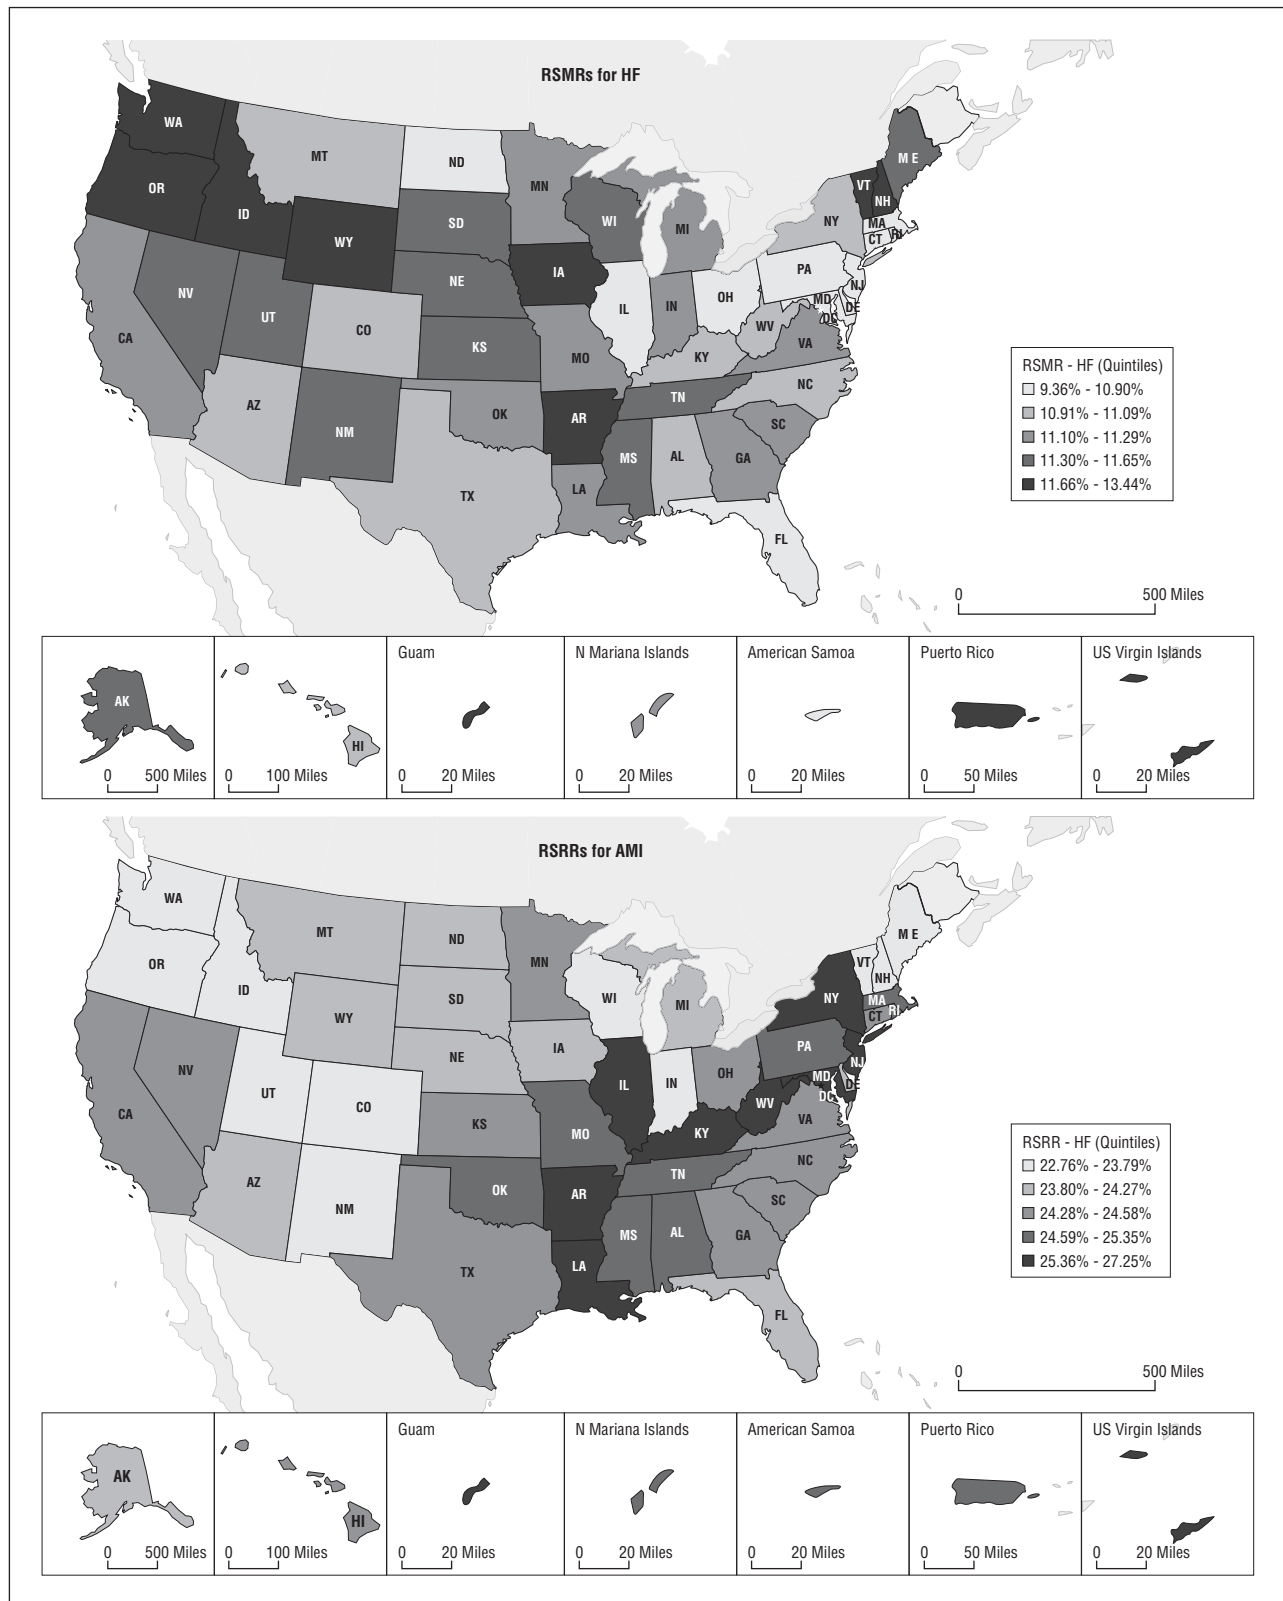 RSMRs for HF
WA
MT
ND
MN
OR
ID
WY
SD
WI
MI
NY
VT
NH
M E
MA
CT
RI
NV
UT
CO
NE
IA
IL
IN
OH
PA
NJ
MD
DE
DC
CA
KS
MO
KY
WV
VA
AZ
NM
OK
AR
TN
NC
SC
TX
LA
MS
AL
GA
FL
RSMR - HF (Quintiles)
9.36% - 10.90%
10.91% - 11.09%
11.10% - 11.29%
11.30% - 11.65%
11.66% - 13.44%
0 500 Miles
AK
0 500 Miles
HI
0 100 Miles
Guam
0 20 Miles
N Mariana Islands
0 20 Miles
American Samoa
0 20 Miles
Puerto Rico
0 50 Miles
US Virgin Islands
0 20 Miles
RSRRs for AMI
WA
MT
ND
MN
OR
ID
WY
SD
WI
MI
NY
VT
NH
M E
MA
CT
RI
NV
UT
CO
NE
IA
IL
IN
OH
PA
NJ
MD
DE
DC
CA
KS
MO
KY
WV
VA
AZ
NM
OK
AR
TN
NC
SC
TX
LA
MS
AL
GA
FL
RSRR - HF (Quintiles)
22.76% - 23.79%
23.80% - 24.27%
24.28% - 24.58%
24.59% - 25.35%
25.36% - 27.25%
0 500 Miles
AK
0 500 Miles
HI
0 100 Miles
Guam
0 20 Miles
N Mariana Islands
0 20 Miles
American Samoa
0 20 Miles
Puerto Rico
0 50 Miles
US Virgin Islands
0 20 Miles